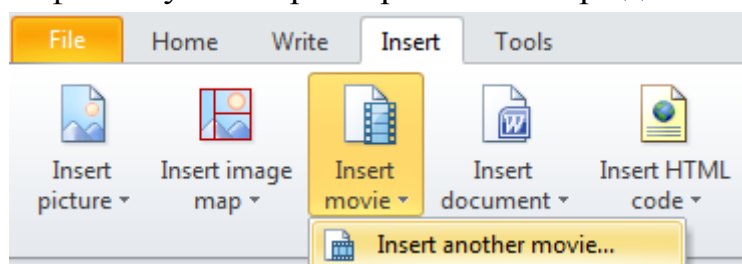 File Home Write Insert Tools
Insert picture
Insert image map
Insert movie
Insert document
Insert HTML code
Insert another movie...